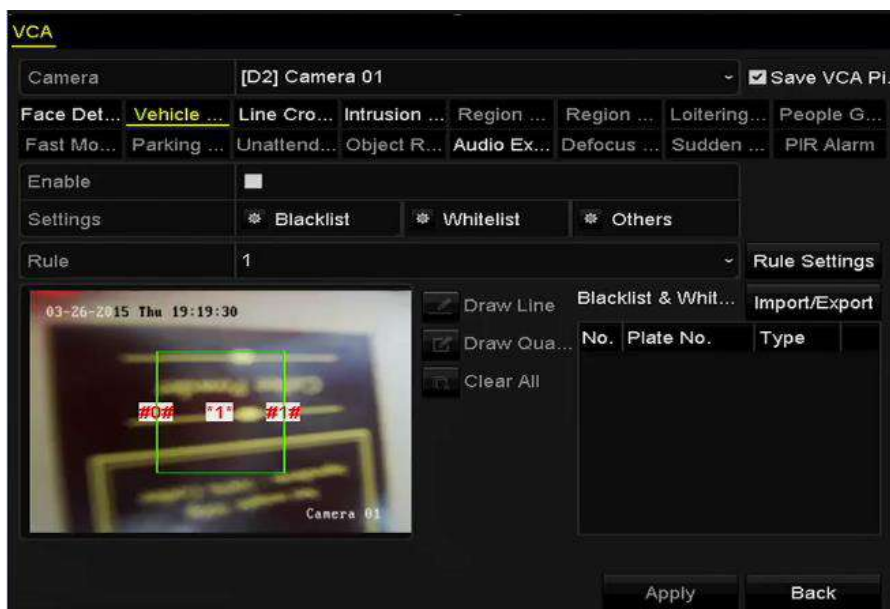 VCA
Camera [D2] Camera 01 Save VCA Pi.
Face Det... Vehicle ... Line Cro... Intrusion ... Region ... Region ... Loitering... People G...
Fast Mo... Parking ... Unattend... Object R... Audio Ex... Defocus ... Sudden ... PIR Alarm
Enable
Settings Blacklist Whitelist Others
Rule 1 Rule Settings
03-26-2015 Thu 19:19:30
#0# *1* #1#
Camera 01
Draw Line
Draw Qua...
Clear All
Blacklist & Whit... Import/Export
No. Plate No. Type
Apply Back